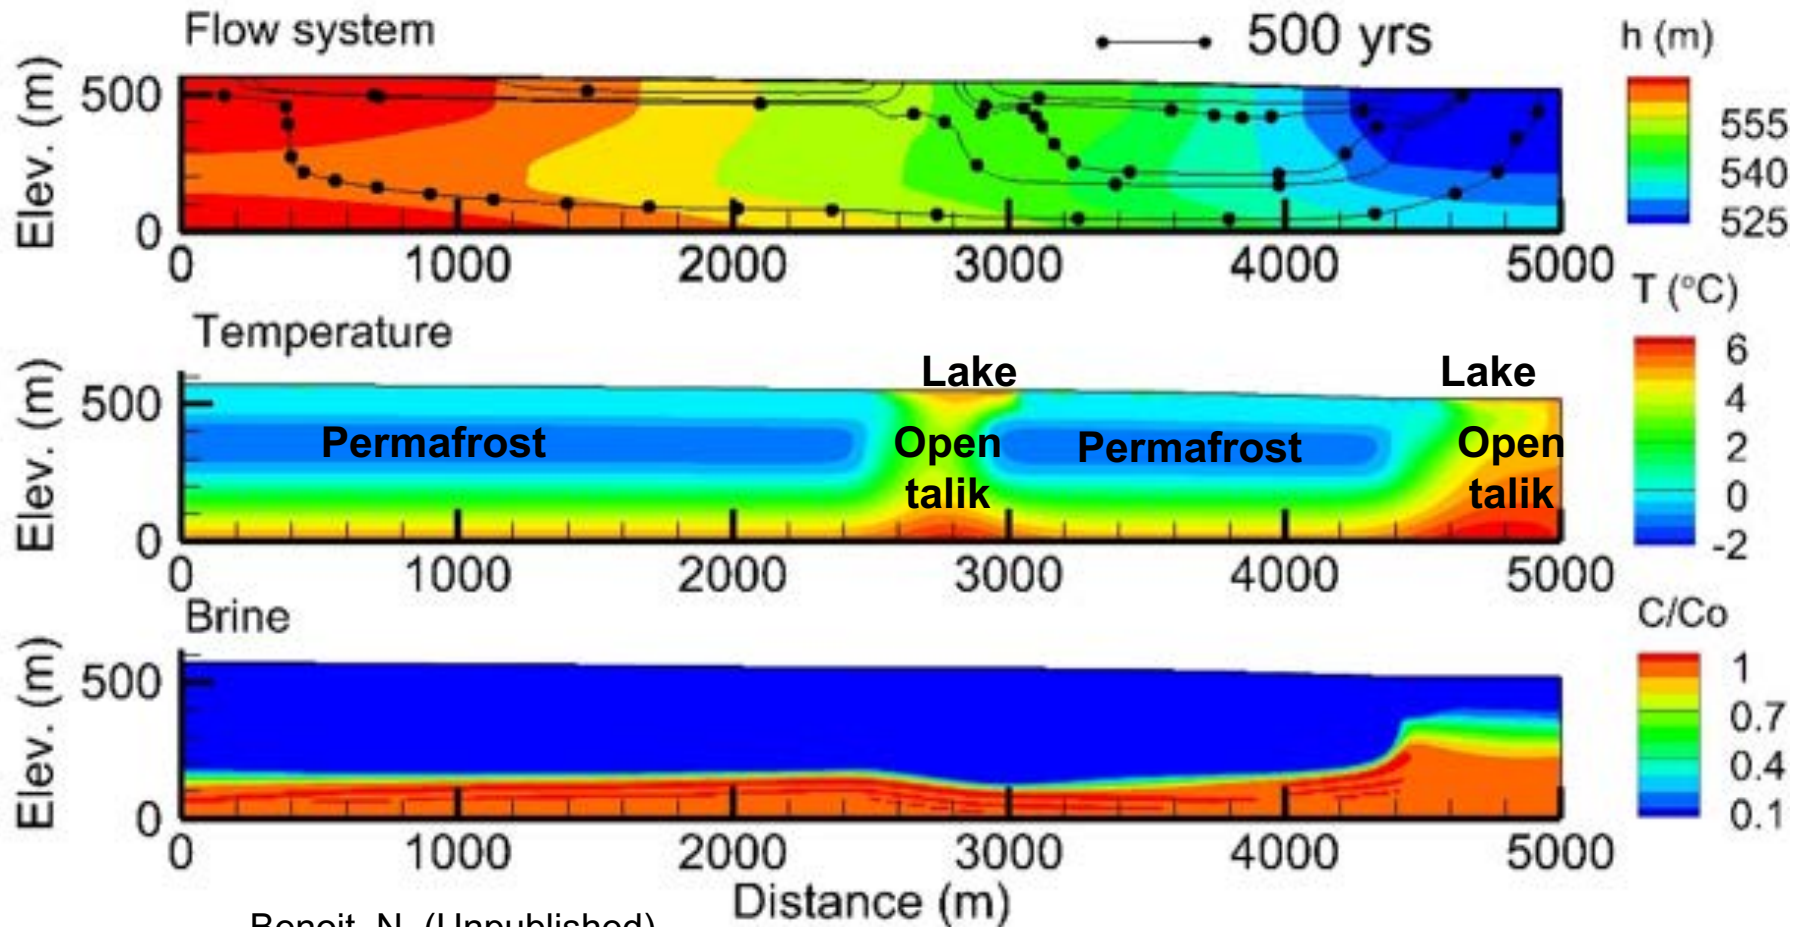 Flow system
500 yrs
h (m)
Elev. (m)
500
0
555
540
525
0 1000 2000 3000 4000 5000
T (°C)
Temperature
Lake Lake
Elev. (m)
500
0
Permafrost Open talik Permafrost Open talik
6
4
2
0
-2
0 1000 2000 3000 4000 5000
Brine
C/Co
Elev. (m)
500
0
1
0.7
0.4
0.1
0 1000 2000 3000 4000 5000
Distance (m)
Benoit, N. (Unpublished)